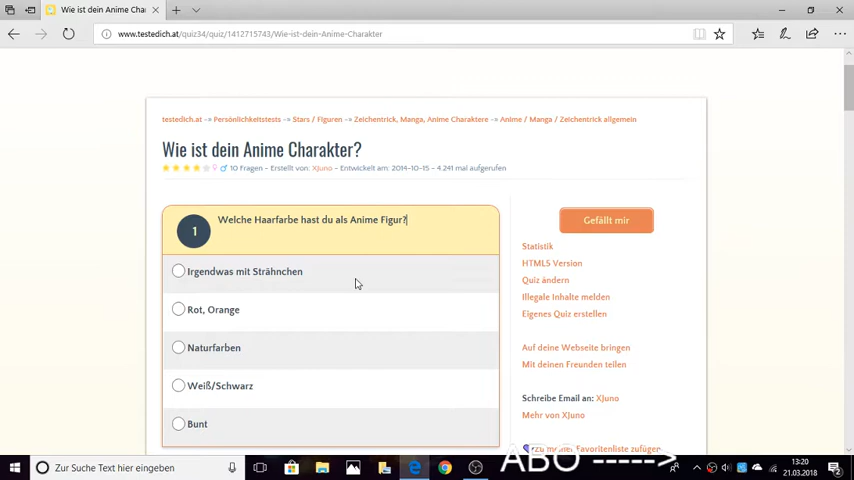 Wie ist dein Anime Cha
www.testedich.at/quiz34/quiz/1412715743/Wie-ist-dein-Anime-Charakter
testedich.at -» Persönlichkeitstests -» Stars / Figuren -» Zeichentrick, Manga, Anime Charaktere -» Anime / Manga / Zeichentrick allgemein
Wie ist dein Anime Charakter?
10 Fragen - Erstellt von: XJuno - Entwickelt am: 2014-10-15 - 4.241 mal aufgerufen
1 Welche Haarfarbe hast du als Anime Figur?
Irgendwas mit Strähnchen
Rot, Orange
Naturfarben
Weiß/Schwarz
Bunt
Gefällt mir
Statistik
HTML5 Version
Quiz ändern
Illegale Inhalte melden
Eigenes Quiz erstellen
Auf deine Webseite bringen
Mit deinen Freunden teilen
Schreibe Email an: XJuno
Mehr von XJuno
Zu meiner Favoritenliste zufügen
ABO ----->
Zur Suche Text hier eingeben
13:20
21.03.2018
2